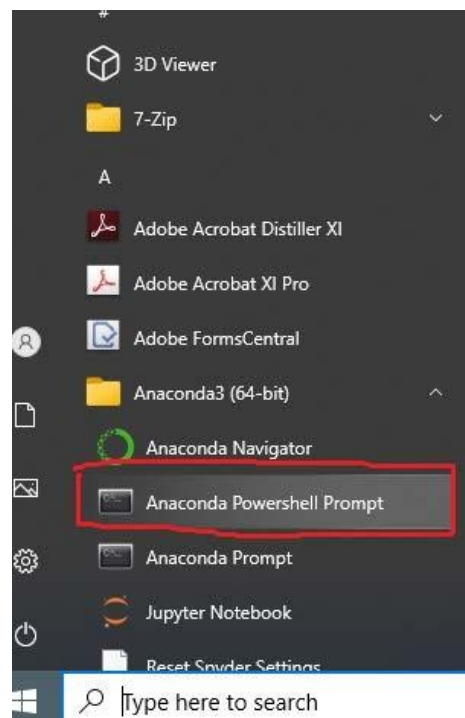 #
3D Viewer
7-Zip
A
Adobe Acrobat Distiller XI
Adobe Acrobat XI Pro
Adobe FormsCentral
Anaconda3 (64-bit)
Anaconda Navigator
Anaconda Powershell Prompt
Anaconda Prompt
Jupyter Notebook
Reset Spyder Settings
Type here to search